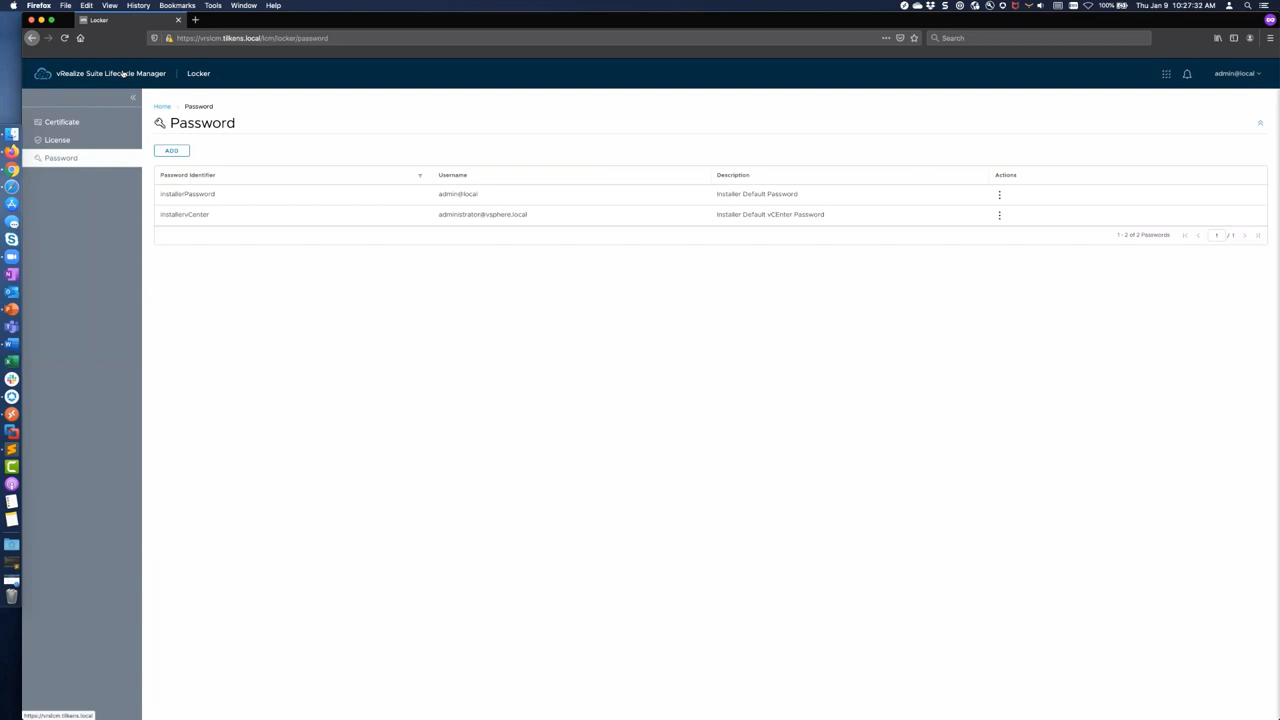 Firefox File Edit View History Bookmarks Tools Window Help
100% Thu Jan 9 10:27:32 AM
Locker
https://vrslcm.tilkens.local/lcm/locker/password
Search
vRealize Suite Lifecycle Manager Locker
admin@local
Certificate
License
Password
Home Password
Password
ADD
Password Identifier Username Description Actions
installerPassword admin@local Installer Default Password
installervCenter administrator@vsphere.local Installer Default vCEnter Password
1 - 2 of 2 Passwords 1 / 1
https://vrslcm.tilkens.local